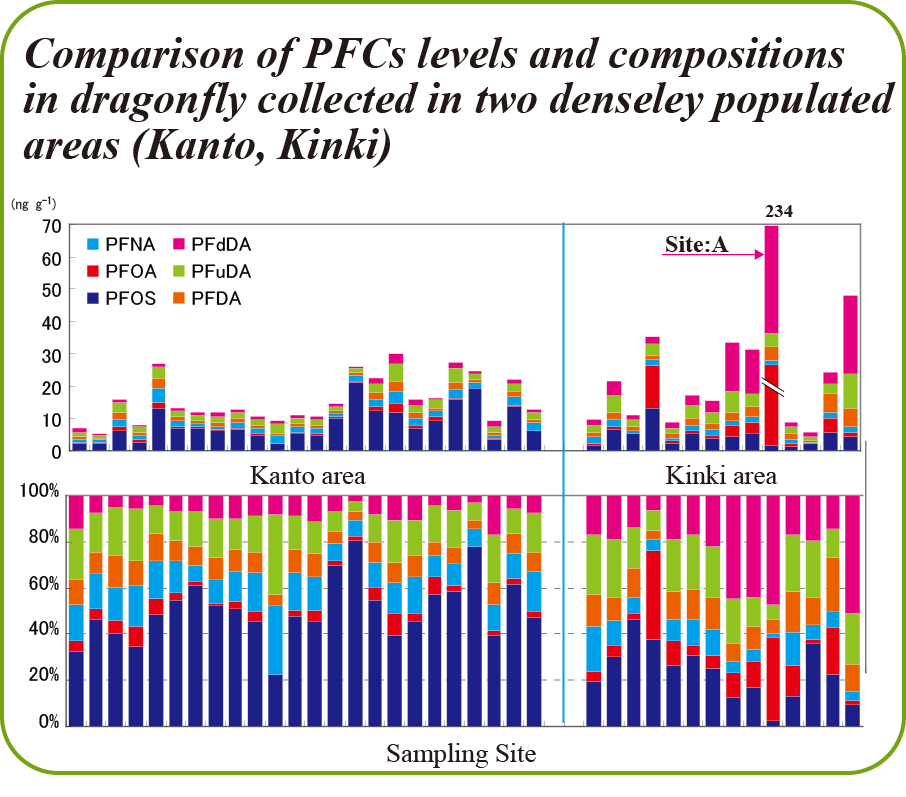 Comparison of PFCs levels and compositions
in dragonfly collected in two denseley populated
areas (Kanto, Kinki)
(ng g⁻¹)
234
70
60
50
40
30
20
10
0
PFNA PFdDA
PFOA PFuDA
PFOS PFDA
Site:A
Kanto area Kinki area
100%
80%
60%
40%
20%
0%
Sampling Site